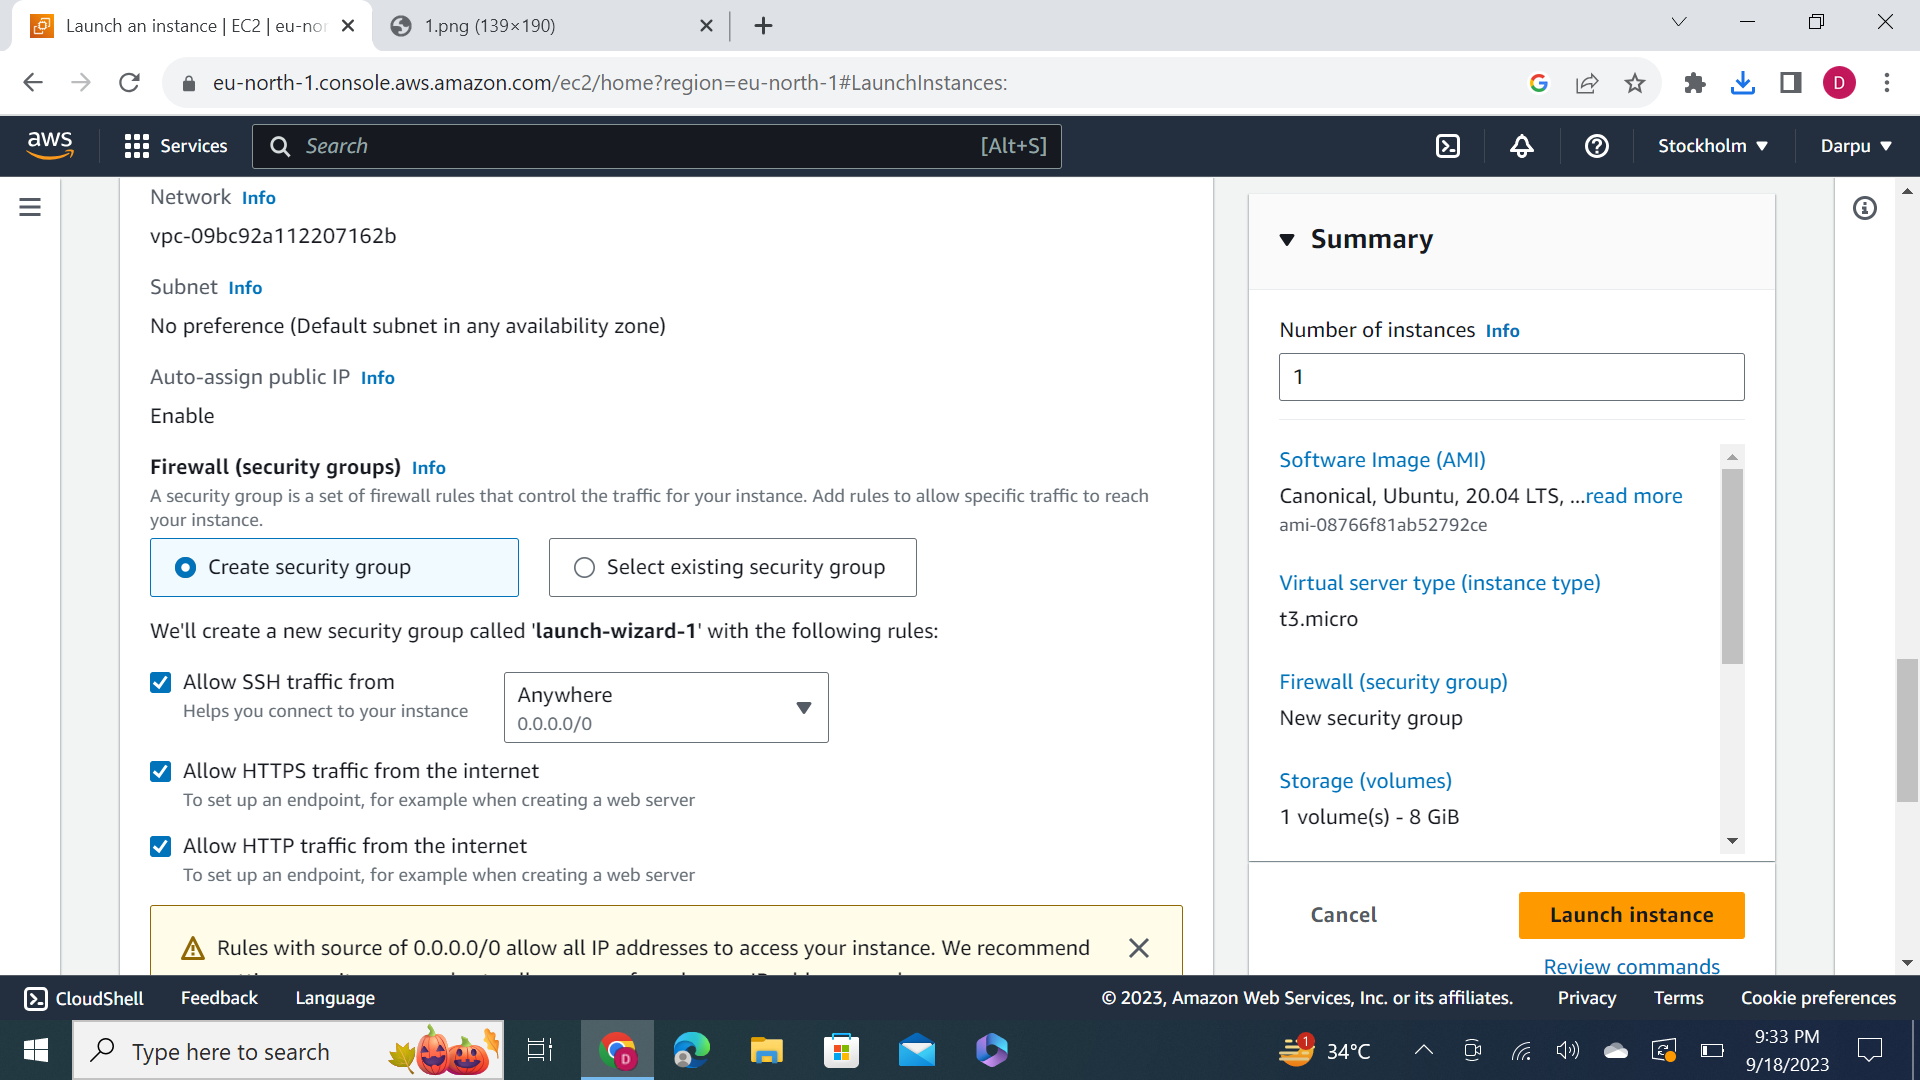 Launch an instance | EC2 | eu-nor
1.png (139×190)
eu-north-1.console.aws.amazon.com/ec2/home?region=eu-north-1#LaunchInstances:
D
aws
Services
Search
[Alt+S]
Stockholm
Darpu
Network Info
vpc-09bc92a112207162b
Subnet Info
No preference (Default subnet in any availability zone)
Auto-assign public IP Info
Enable
Firewall (security groups) Info
A security group is a set of firewall rules that control the traffic for your instance. Add rules to allow specific traffic to reach
your instance.
Create security group
Select existing security group
We'll create a new security group called 'launch-wizard-1' with the following rules:
Allow SSH traffic from
Helps you connect to your instance
Anywhere
0.0.0.0/0
Allow HTTPS traffic from the internet
To set up an endpoint, for example when creating a web server
Allow HTTP traffic from the internet
To set up an endpoint, for example when creating a web server
Rules with source of 0.0.0.0/0 allow all IP addresses to access your instance. We recommend
Summary
Number of instances Info
1
Software Image (AMI)
Canonical, Ubuntu, 20.04 LTS, ...read more
ami-08766f81ab52792ce
Virtual server type (instance type)
t3.micro
Firewall (security group)
New security group
Storage (volumes)
1 volume(s) - 8 GiB
Cancel
Launch instance
Review commands
CloudShell
Feedback
Language
© 2023, Amazon Web Services, Inc. or its affiliates.
Privacy
Terms
Cookie preferences
Type here to search
D
1
34°C
9:33 PM
9/18/2023